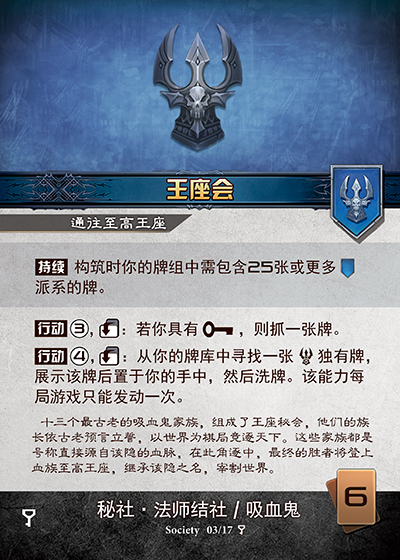 王座会
通往至高王座
持续 构筑时你的牌组中需包含25张或更多
派系的牌。
行动 ③, : 若你具有 , 则抓一张牌。
行动 ④, : 从你的牌库中寻找一张 独有牌,
展示该牌后置于你的手中，然后洗牌。该能力每
局游戏只能发动一次。
十三个最古老的吸血鬼家族，组成了王座秘会，他们的族
长依古老预言立誓，以世界为棋局竞逐天下。这些家族都是
号称直接源自该隐的血脉，在此角逐中，最终的胜者将登上
血族至高王座，继承该隐之名，宰割世界。
6
秘社·法师结社 / 吸血鬼
Society 03/17